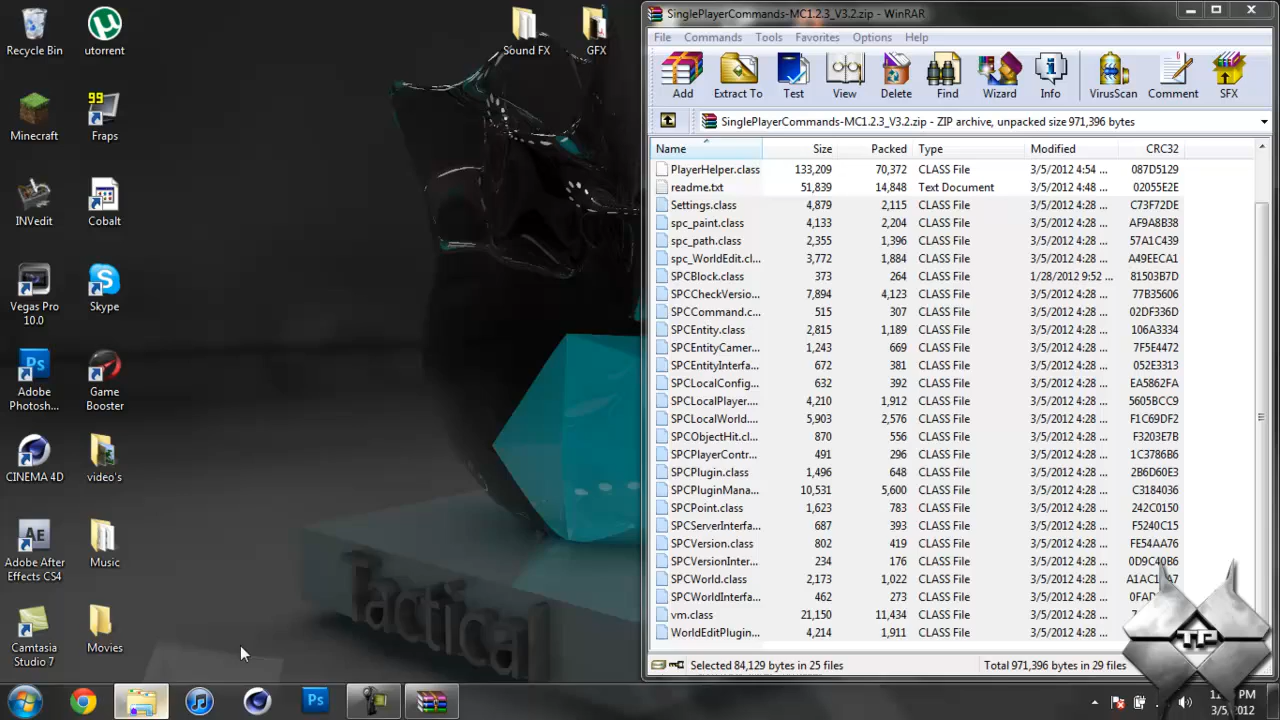 SinglePlayerCommands-MC1.2.3_V3.2.zip - WinRAR
File Commands Tools Favorites Options Help
Add Extract To Test View Delete Find Wizard Info VirusScan Comment SFX
SinglePlayerCommands-MC1.2.3_V3.2.zip - ZIP archive, unpacked size 971,396 bytes
Name Size Packed Type Modified CRC32
PlayerHelper.class 133,209 70,372 CLASS File 3/5/2012 4:54 ... 087D5129
readme.txt 51,839 14,848 Text Document 3/5/2012 4:48 ... 02055E2E
Settings.class 4,879 2,115 CLASS File 3/5/2012 4:28 ... C73F72DE
spc_paint.class 4,133 2,204 CLASS File 3/5/2012 4:28 ... AF9A8B38
spc_path.class 2,355 1,396 CLASS File 3/5/2012 4:28 ... 57A1C439
spc_WorldEdit.cl... 3,772 1,884 CLASS File 3/5/2012 4:28 ... A49EECA1
SPCBlock.class 373 264 CLASS File 1/28/2012 9:52 ... 81503B7D
SPCCheckVersio... 7,894 4,123 CLASS File 3/5/2012 4:28 ... 77B35606
SPCCommand.c... 515 307 CLASS File 3/5/2012 4:28 ... 02DF336D
SPCEntity.class 2,815 1,189 CLASS File 3/5/2012 4:28 ... 106A3334
SPCEntityCamer... 1,243 669 CLASS File 3/5/2012 4:28 ... 7F5E4472
SPCEntityInterfa... 672 381 CLASS File 3/5/2012 4:28 ... 052E3313
SPCLocalConfig... 632 392 CLASS File 3/5/2012 4:28 ... EA5862FA
SPCLocalPlayer.... 4,210 1,912 CLASS File 3/5/2012 4:28 ... 5605BCC9
SPCLocalWorld.... 5,903 2,576 CLASS File 3/5/2012 4:28 ... F1C69DF2
SPCObjectHit.cl... 870 556 CLASS File 3/5/2012 4:28 ... F3203E7B
SPCPlayerContr... 491 296 CLASS File 3/5/2012 4:28 ... 1C3786B6
SPCPlugin.class 1,496 648 CLASS File 3/5/2012 4:28 ... 2B6D60E3
SPCPluginMana... 10,531 5,600 CLASS File 3/5/2012 4:28 ... C3184036
SPCPoint.class 1,623 783 CLASS File 3/5/2012 4:28 ... 242C0150
SPCServerInterfa... 687 393 CLASS File 3/5/2012 4:28 ... F5240C15
SPCVersion.class 802 419 CLASS File 3/5/2012 4:28 ... FE54AA76
SPCVersionInter... 234 176 CLASS File 3/5/2012 4:28 ... 0D9C40B6
SPCWorld.class 2,173 1,022 CLASS File 3/5/2012 4:28 ...
SPCWorldInterfa... 462 273 CLASS File 3/5/2012 4:28 ...
vm.class 21,150 11,434 CLASS File 3/5/2012 4:28 ...
WorldEditPlugin... 4,214 1,911 CLASS File 3/5/2012 4:28 ...
Selected 84,129 bytes in 25 files Total 971,396 bytes in 29 files
Recycle Bin
utorrent
Sound FX
GFX
Minecraft
99
Fraps
INVedit
Cobalt
Vegas Pro
10.0
Skype
Adobe
Photosh...
Game
Booster
CINEMA 4D
video's
Adobe After
Effects CS4
Music
Camtasia
Studio 7
Movies
Tactical
Ps
Ae
Ps
TP
PM
3/5/2012